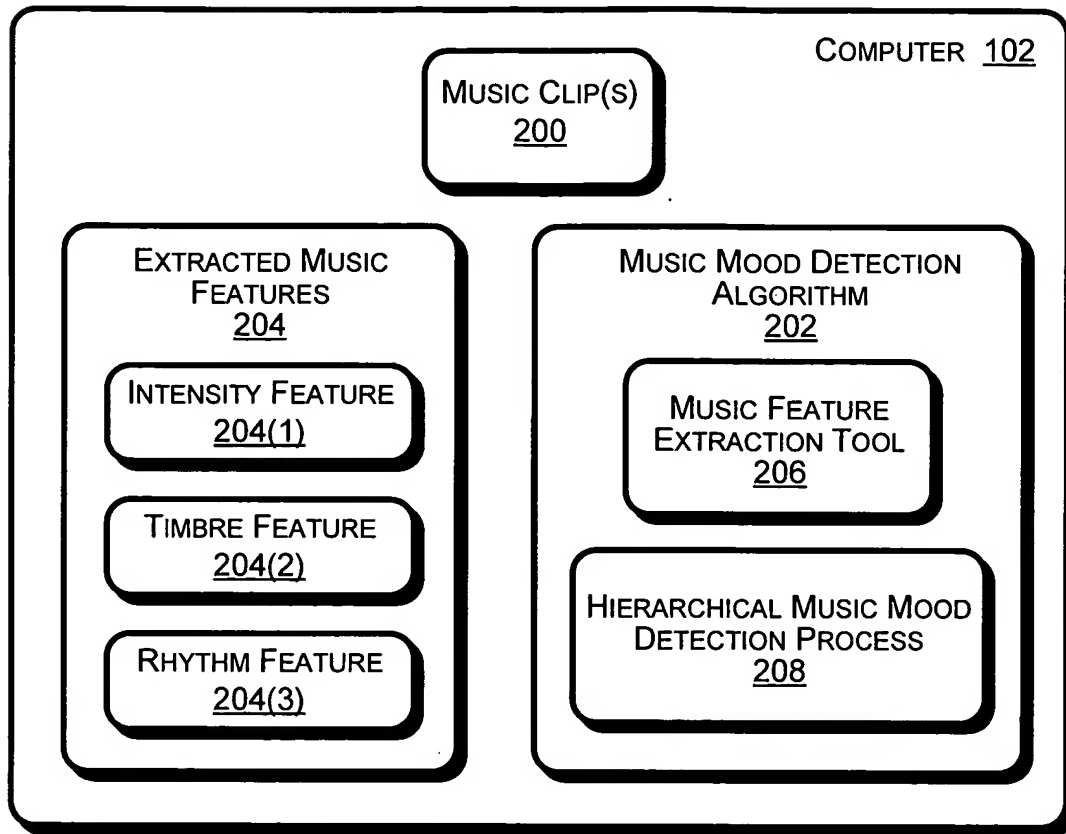 COMPUTER 102
MUSIC CLIP(S)
200
EXTRACTED MUSIC
FEATURES
204
INTENSITY FEATURE
204(1)
TIMBRE FEATURE
204(2)
RHYTHM FEATURE
204(3)
MUSIC MOOD DETECTION
ALGORITHM
202
MUSIC FEATURE
EXTRACTION TOOL
206
HIERARCHICAL MUSIC MOOD
DETECTION PROCESS
208